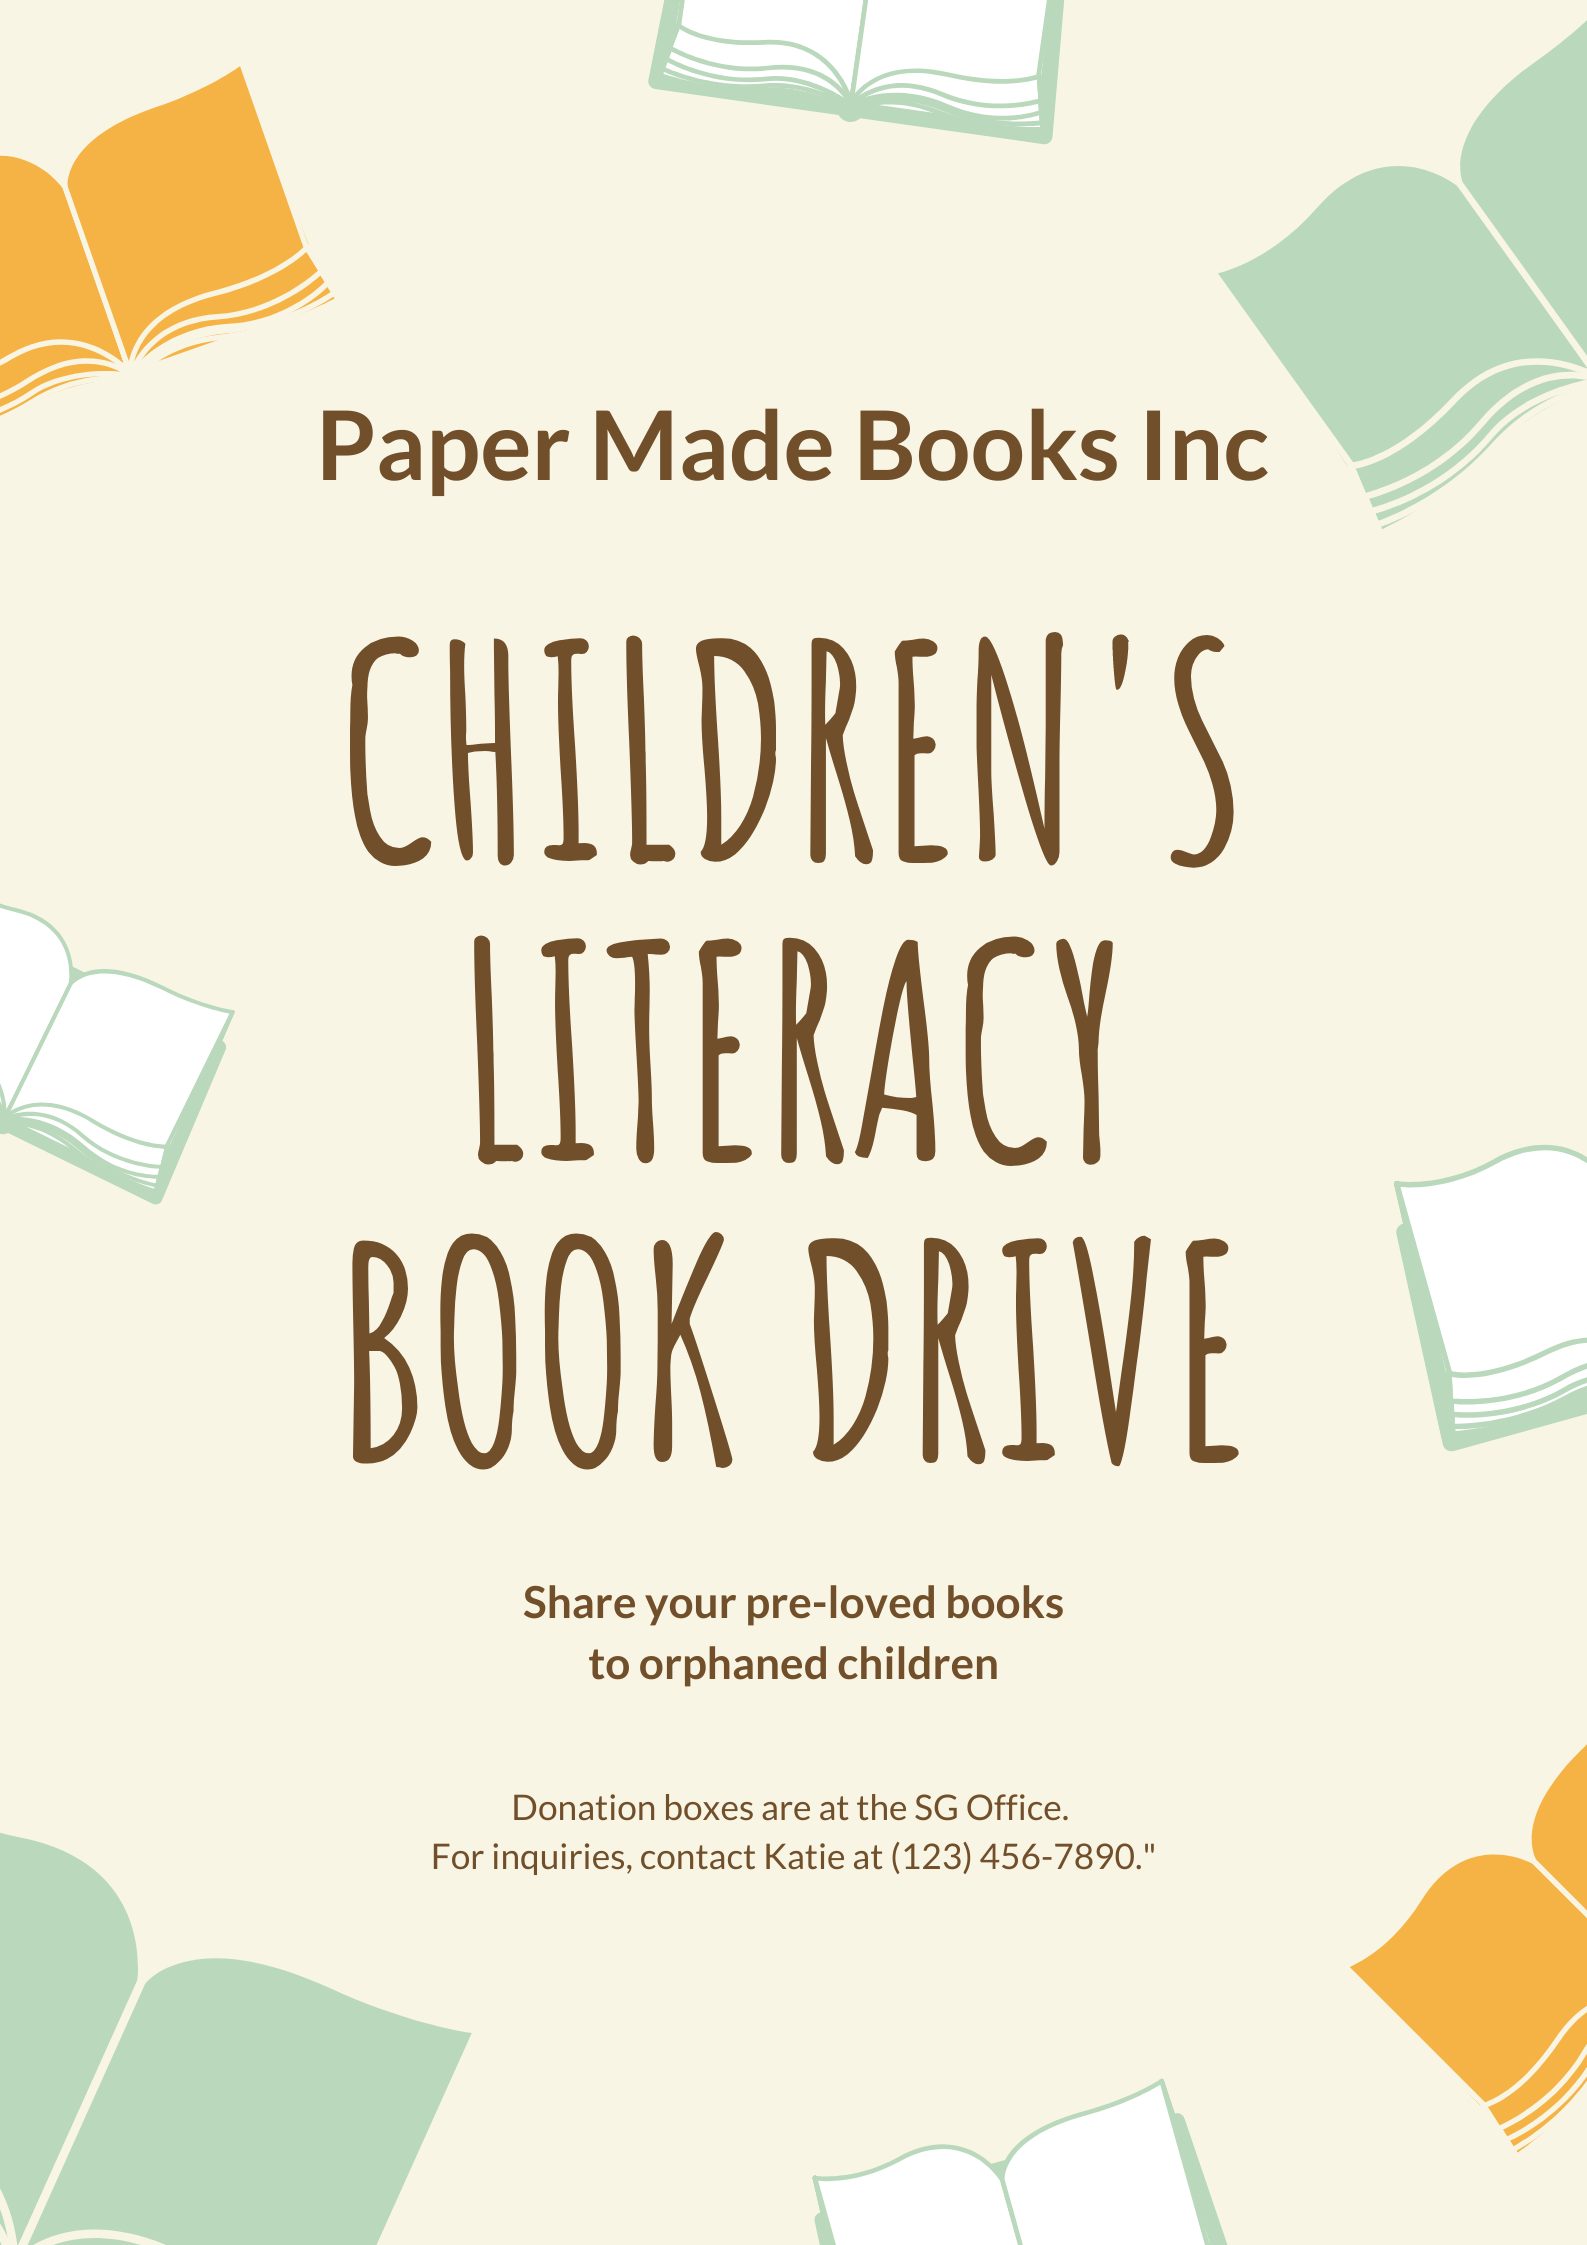 Paper Made Books Inc
CHILDREN'S
LITERACY
BOOK DRIVE
Share your pre-loved books
to orphaned children
Donation boxes are at the SG Office.
For inquiries, contact Katie at (123) 456-7890."